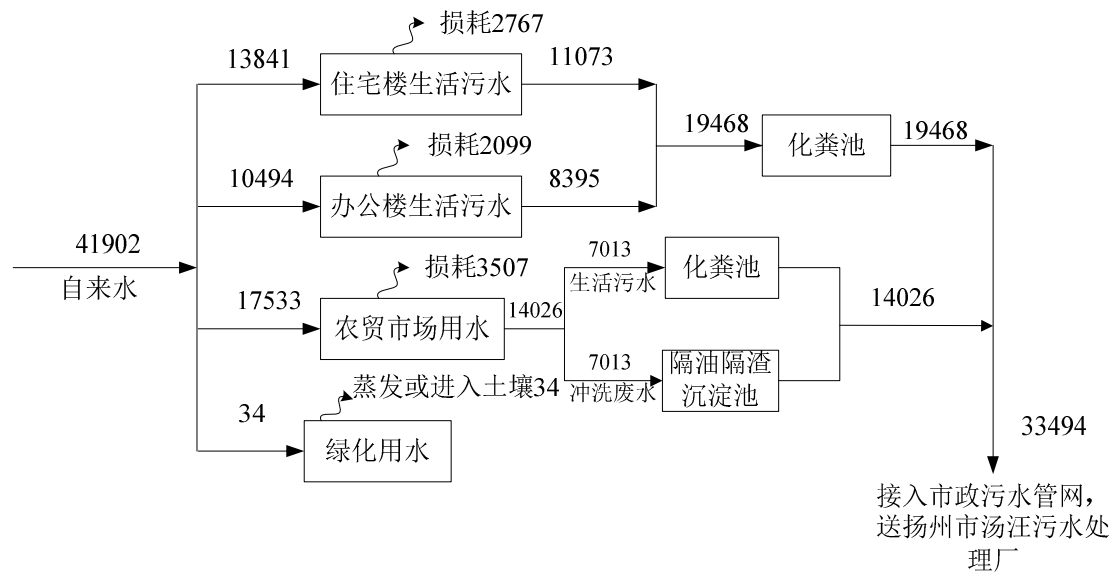 损耗2767
13841
住宅楼生活污水
11073
19468
化粪池
19468
损耗2099
10494
办公楼生活污水
8395
41902
自来水
损耗3507
17533
农贸市场用水
14026
7013
生活污水
化粪池
14026
7013
冲洗废水
隔油隔渣
沉淀池
蒸发或进入土壤34
34
绿化用水
33494
接入市政污水管网，
送扬州市汤汪污水处
理厂